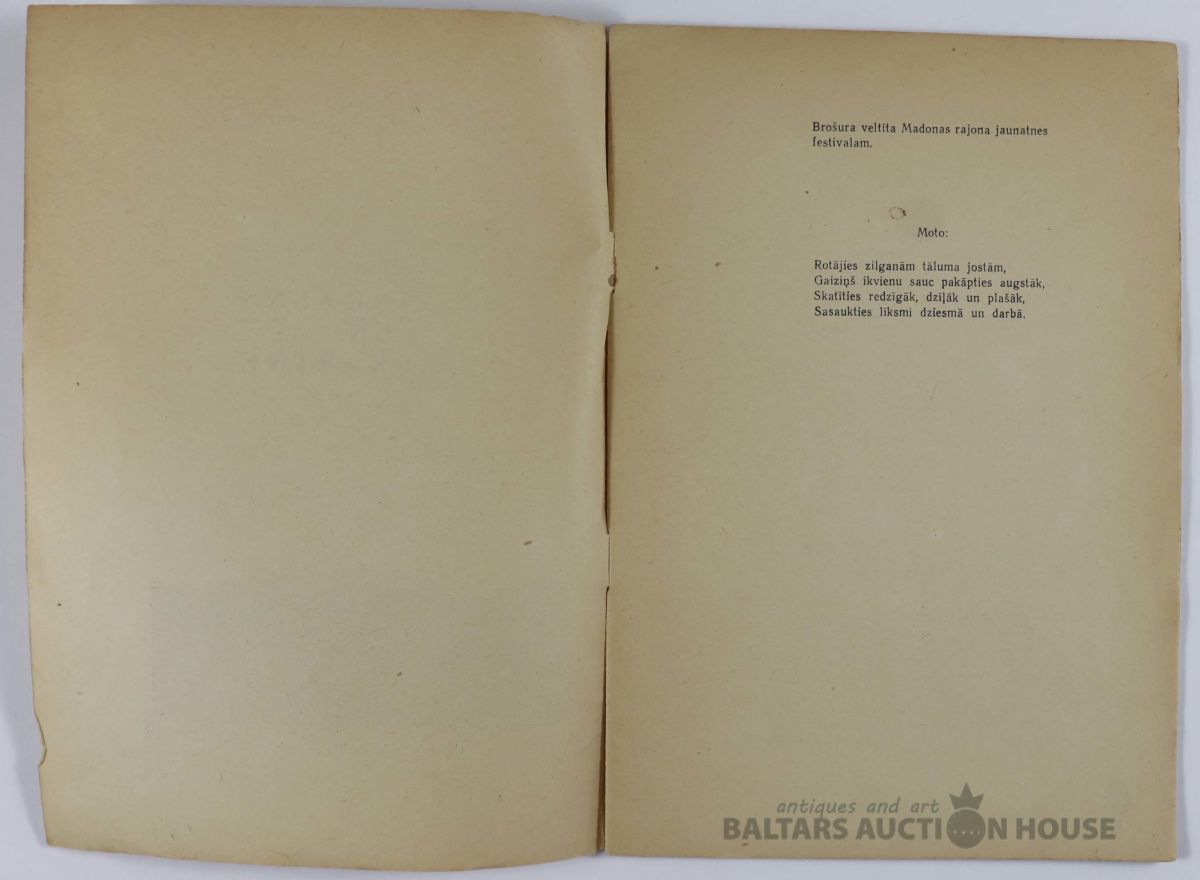 Brošura veltīta Madonas rajona jaunatnes
festivalam.
Moto:
Rotājies zilganām tāluma jostām,
Gaiziņš ikvienu sauc pakāpties augstāk,
Skatīties redzīgāk, dziļāk un plašāk,
Sasaukties līksmi dziesmā un darbā.
antiques and art
BALTARS AUCTION HOUSE